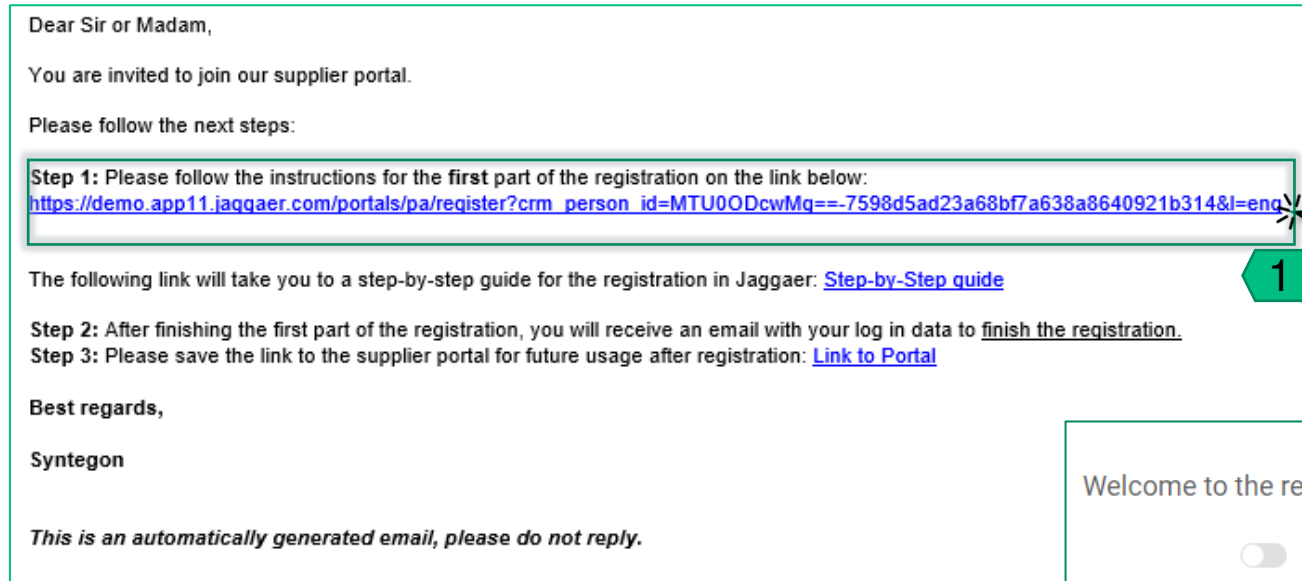 Dear Sir or Madam,
You are invited to join our supplier portal.
Please follow the next steps:
Step 1: Please follow the instructions for the first part of the registration on the link below:
https://demo.app11.jaggaer.com/portals/pa/register?crm_person_id=MTU0ODcwMq==-7598d5ad23a68bf7a638a8640921b314&l=eng
The following link will take you to a step-by-step guide for the registration in Jaggaer: Step-by-Step guide
1
Step 2: After finishing the first part of the registration, you will receive an email with your log in data to finish the registration.
Step 3: Please save the link to the supplier portal for future usage after registration: Link to Portal
Best regards,
Syntegon
This is an automatically generated email, please do not reply.
Welcome to the re